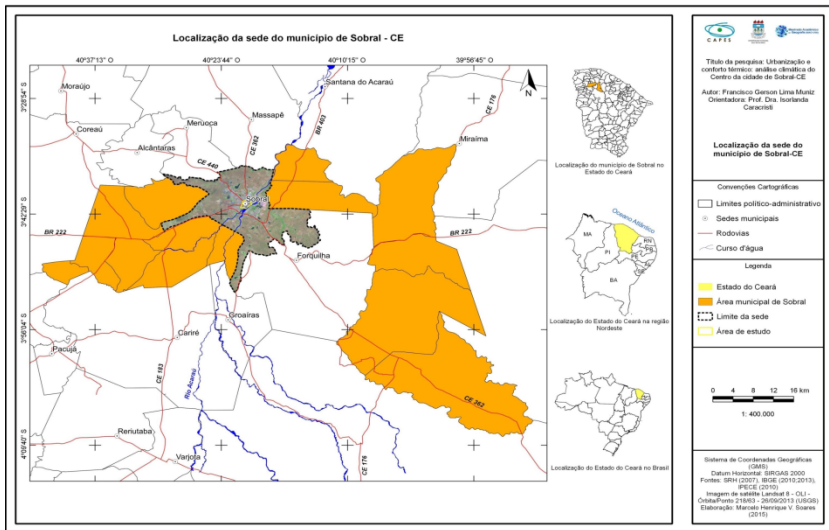 Localização da sede do município de Sobral - CE
40°37'13"O
40°23'44"O
40°10'15"O
39°56'45"O
3°28'54"
3°42'29"
3°56'04"
4°09'40"
Moraújo
Santana do Acaraú
Coreaú
Meruoca
Massapê
Alcântaras
CE 440
CE 362
BR 403
CE 176
Miraíma
Sobral
BR 222
BR 222
Forquilha
Groaíras
Cariré
Pacujá
CE 183
Rio Acaraú
CE 362
Reriutaba
Varjota
CE 176
Localização do município de Sobral no
Estado do Ceará
Oceano Atlântico
MA
PI
RN
PB
PE
BA
Localização do Estado do Ceará na região
Nordeste
Localização do Estado do Ceará no Brasil
CAPES
Título da pesquisa: Urbanização e
conforto térmico: análise climática do
Centro da cidade de Sobral-CE
Autor: Francisco Gerson Lima Muniz
Orientadora: Prof. Dra. Isorlanda
Caracristi
Localização da sede do
município de Sobral-CE
Convenções Cartográficas
Limites político-administrativo
Sedes municipais
Rodovias
Curso d'água
Legenda
Estado do Ceará
Área municipal de Sobral
Limite da sede
Área de estudo
0 4 8 12 16 km
1: 400.000
Sistema de Coordenadas Geográficas
(GMS)
Datum Horizontal: SIRGAS 2000
Fontes: SRH (2007), IBGE (2010;2013),
IPECE (2010)
Imagem de satélite Landsat 8 - OLI -
Órbita/Ponto 218/63 - 26/09/2013 (USGS)
Elaboração: Marcelo Henrique V. Soares
(2015)